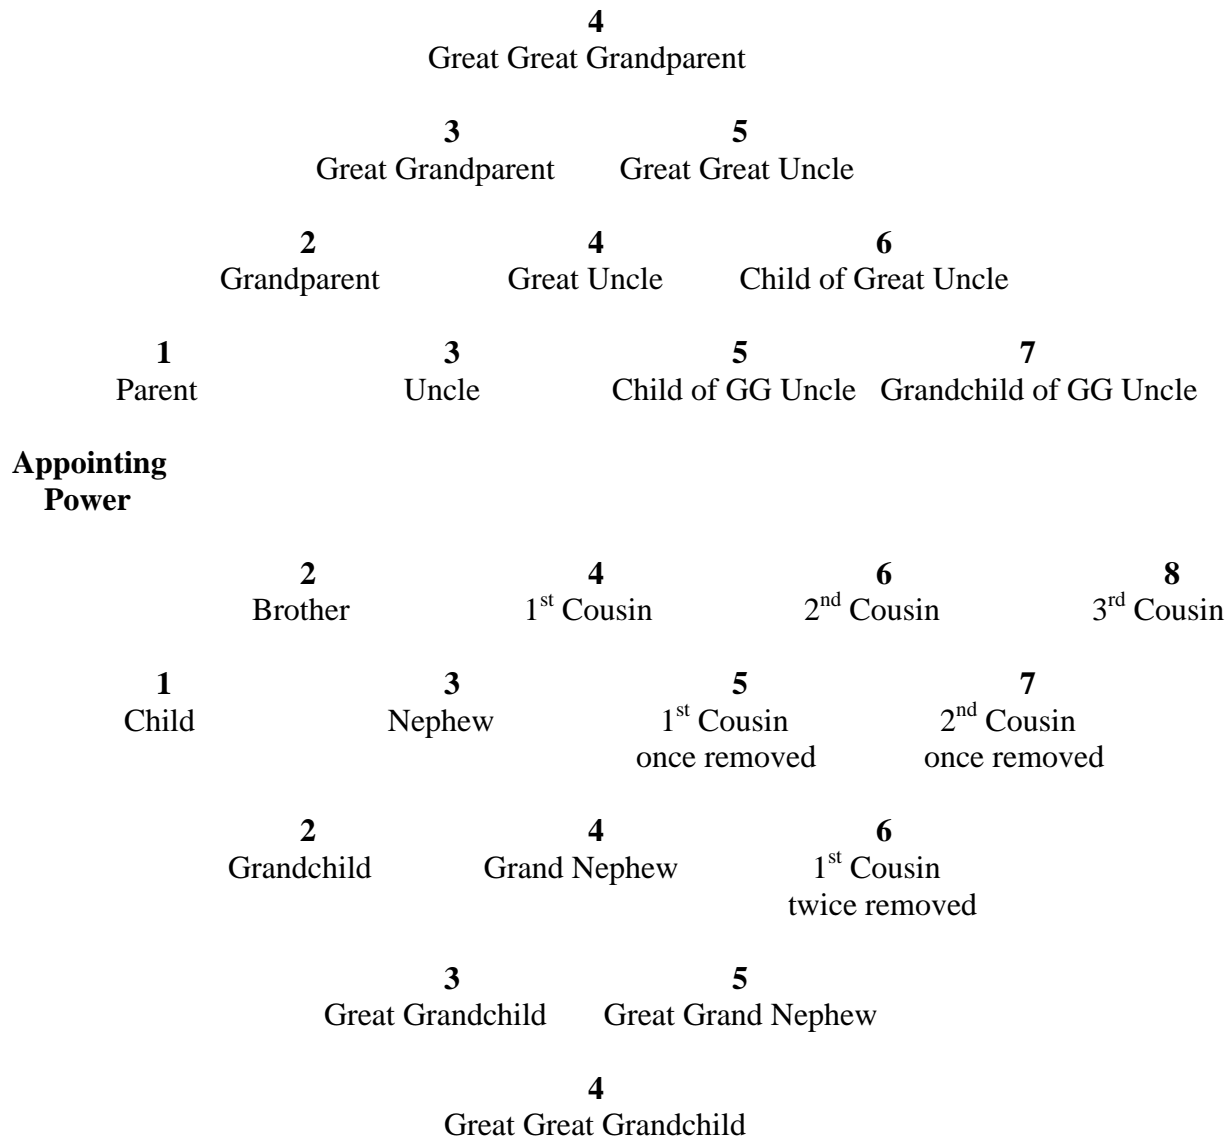 4
Great Great Grandparent
3 5
Great Grandparent Great Great Uncle
2 4 6
Grandparent Great Uncle Child of Great Uncle
1 3 5 7
Parent Uncle Child of GG Uncle Grandchild of GG Uncle
Appointing
Power
2 4 6 8
Brother 1st Cousin 2nd Cousin 3rd Cousin
1 3 5 7
Child Nephew 1st Cousin 2nd Cousin
once removed once removed
2 4 6
Grandchild Grand Nephew 1st Cousin
twice removed
3 5
Great Grandchild Great Grand Nephew
4
Great Great Grandchild